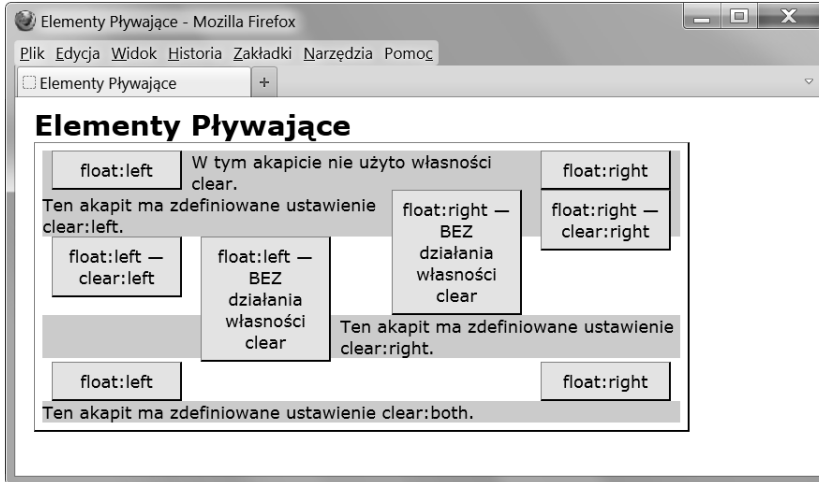 Elementy Pływające - Mozilla Firefox
Plik Edycja Widok Historia Zakładki Narzędzia Pomoc
Elementy Pływające +
Elementy Pływające
float:left
W tym akapicie nie użyto własności
clear.
float:right
Ten akapit ma zdefiniowane ustawienie
clear:left.
float:right —
BEZ
działania
własności
clear
float:right —
clear:right
float:left —
clear:left
float:left —
BEZ
działania
własności
clear
Ten akapit ma zdefiniowane ustawienie
clear:right.
float:left
float:right
Ten akapit ma zdefiniowane ustawienie clear:both.